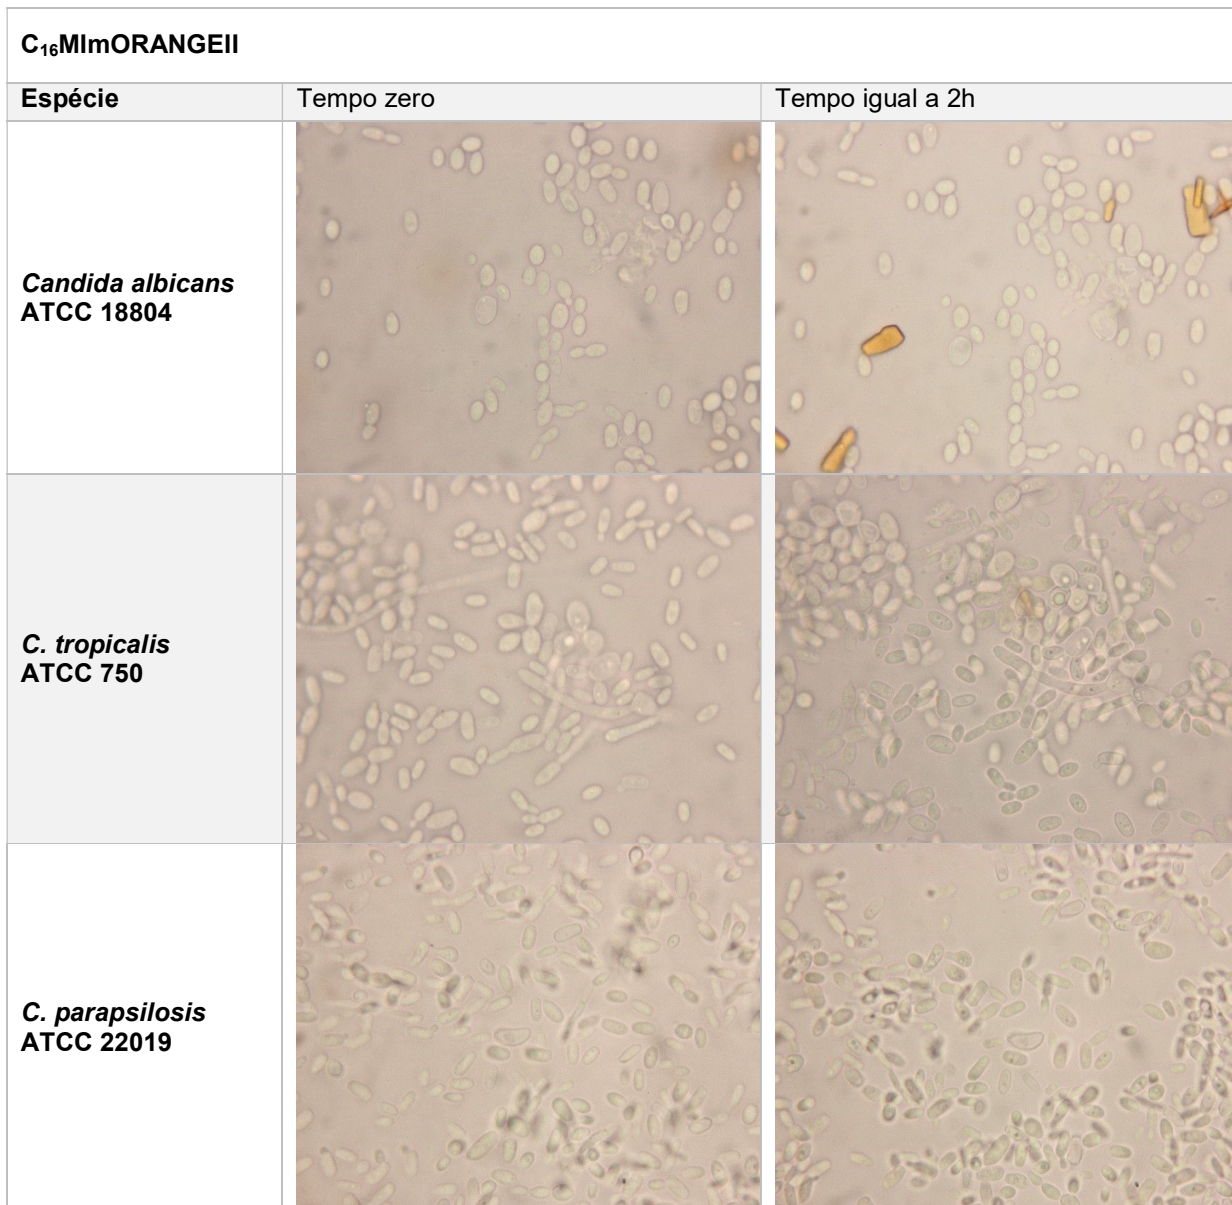 C₁₆MImORANGEII
Espécie Tempo zero Tempo igual a 2h
Candida albicans
ATCC 18804
C. tropicalis
ATCC 750
C. parapsilosis
ATCC 22019